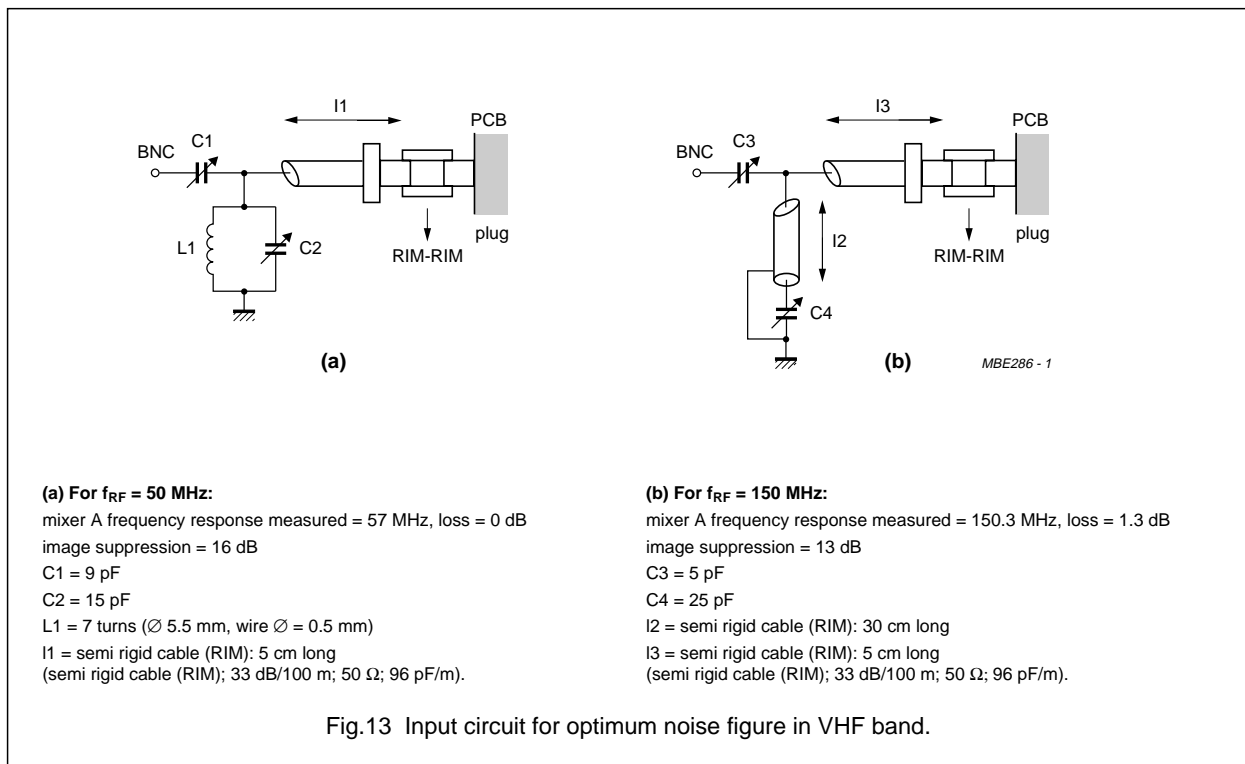 I1
PCB
C1
BNC
L1
C2
plug
RIM-RIM
(a)
I3
PCB
C3
BNC
I2
plug
RIM-RIM
C4
(b)
MBE286 - 1
(a) For fRF = 50 MHz:
mixer A frequency response measured = 57 MHz, loss = 0 dB
image suppression = 16 dB
C1 = 9 pF
C2 = 15 pF
L1 = 7 turns (∅ 5.5 mm, wire ∅ = 0.5 mm)
I1 = semi rigid cable (RIM): 5 cm long
(semi rigid cable (RIM); 33 dB/100 m; 50 Ω; 96 pF/m).
(b) For fRF = 150 MHz:
mixer A frequency response measured = 150.3 MHz, loss = 1.3 dB
image suppression = 13 dB
C3 = 5 pF
C4 = 25 pF
I2 = semi rigid cable (RIM): 30 cm long
I3 = semi rigid cable (RIM): 5 cm long
(semi rigid cable (RIM); 33 dB/100 m; 50 Ω; 96 pF/m).
Fig.13 Input circuit for optimum noise figure in VHF band.